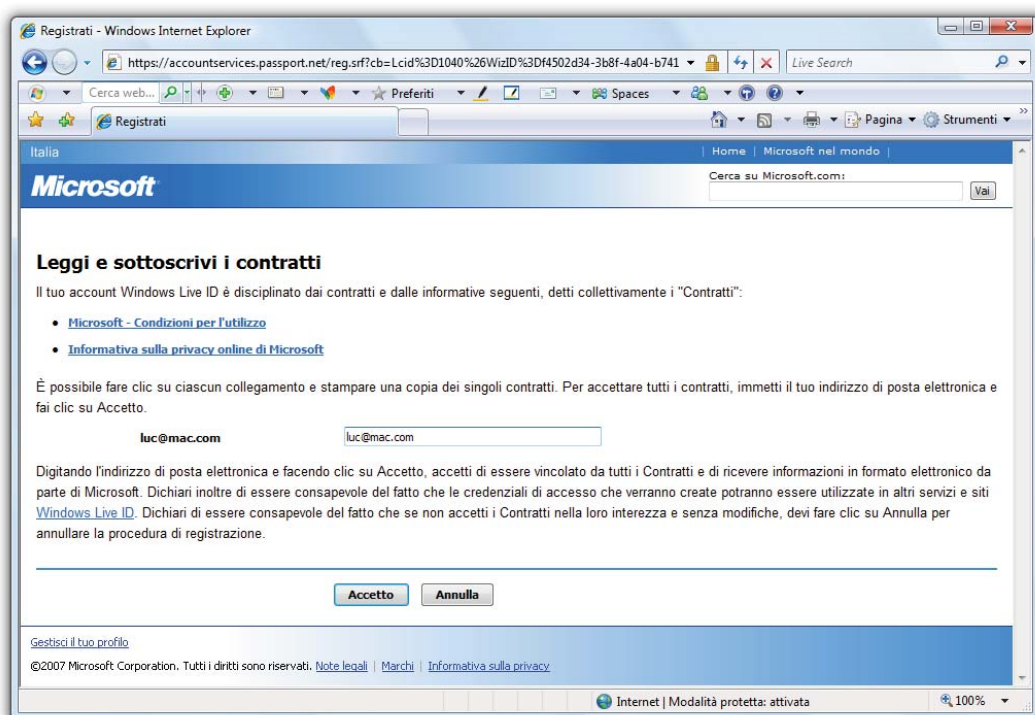 Registrati - Windows Internet Explorer
https://accountservices.passport.net/reg.srf?cb=Lcid%3D1040%26WizID%3Df4502d34-3b8f-4a04-b741
Live Search
Cerca web...
Preferiti
Spaces
Registrati
Pagina
Strumenti
Italia
| Home | Microsoft nel mondo |
Microsoft
Cerca su Microsoft.com:
Vai
Leggi e sottoscrivi i contratti
Il tuo account Windows Live ID è disciplinato dai contratti e dalle informative seguenti, detti collettivamente i "Contratti":
• Microsoft - Condizioni per l'utilizzo
• Informativa sulla privacy online di Microsoft
È possibile fare clic su ciascun collegamento e stampare una copia dei singoli contratti. Per accettare tutti i contratti, immetti il tuo indirizzo di posta elettronica e
fai clic su Accetto.
luc@mac.com luc@mac.com
Digitando l'indirizzo di posta elettronica e facendo clic su Accetto, accetti di essere vincolato da tutti i Contratti e di ricevere informazioni in formato elettronico da
parte di Microsoft. Dichiari inoltre di essere consapevole del fatto che le credenziali di accesso che verranno create potranno essere utilizzate in altri servizi e siti
Windows Live ID. Dichiari di essere consapevole del fatto che se non accetti i Contratti nella loro interezza e senza modifiche, devi fare clic su Annulla per
annullare la procedura di registrazione.
Accetto Annulla
Gestisci il tuo profilo
©2007 Microsoft Corporation. Tutti i diritti sono riservati. Note legali | Marchi | Informativa sulla privacy
Internet | Modalità protetta: attivata
100%